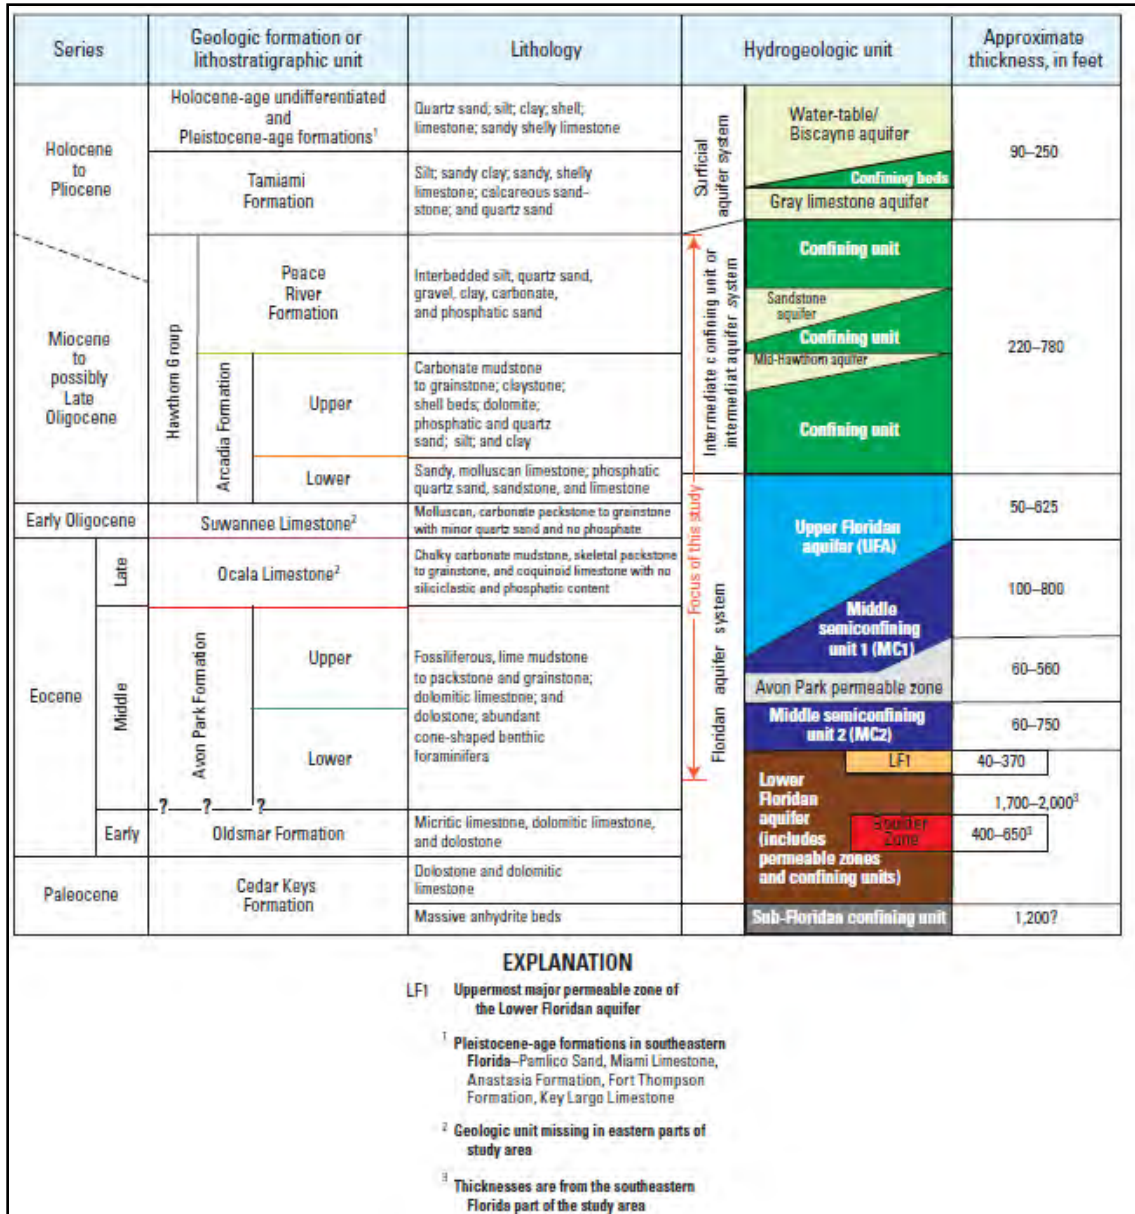 Series
Geologic formation or
lithostratigraphic unit
Lithology
Hydrogeologic unit
Approximate
thickness, in feet
Holocene
to
Pliocene
Holocene-age undifferentiated
and
Pleistocene-age formations1
Quartz sand, silt; clay; shell;
limestone; sandy shelly limestone
Surficial
aquifer system
Water-table/
Biscayne aquifer
90–250
Tamiami
Formation
Silt; sandy clay; sandy, shelly
limestone; calcareous sand-
stone; and quartz sand
Confining beds
Gray limestone aquifer
Miocene
to
possibly
Late
Oligocene
Hawthorn Group
Peace
River
Formation
Interbedded silt, quartz sand,
gravel, clay, carbonate,
and phosphatic sand
Intermediate c onfining unit or
intermediat aquifer system
Confining unit
Sandstone
aquifer
Confining unit
220–780
Arcadia Formation
Upper
Carbonate mudstone
to grainstone; claystone;
shell beds; dolomite;
phosphatic and quartz
sand; silt; and clay
Mid-Hawthorn aquifer
Confining unit
Lower
Sandy, molluscan limestone; phosphatic
quartz sand, sandstone, and limestone
Focus of this study
Floridan aquifer system
Upper Floridan
aquifar (UFA)
50–625
Early Oligocene
Suwannee Limestone2
Molluscan, carbonate packstone to grainstone
with minor quartz sand and no phosphate
Eocene
Late
Ocala Limestone2
Chalky carbonate mudstone, skeletal packstone
to grainstone, and coquinoid limestone with no
siliciclastic and phosphatic content
100–800
Middle
Avon Park Formation
Upper
Lower
Fossiliferous, lime mudstone
to packstone and grainstone;
dolomitic limestone; and
dolostone; abundant
cone-shaped benthic
foraminifers
Middle
semiconfining
unit 1 (MC1)
60–560
Avon Park permeable zone
Middle semiconfining
unit 2 (MC2)
60–750
LF1
40–370
Lower
Floridan
aquifer
(includes
permeable zones
and confining units)
1,700–2,0003
? ? ?
Early
Oldsmar Formation
Micritic limestone, dolomitic limestone,
and dolostone
Boulder
Zone
400–6503
Paleocene
Cedar Keys
Formation
Dolostone and dolomitic
limestone
Massive anhydrite beds
Sub-Floridan confining unit
1,200?
EXPLANATION
LF1 Uppermost major permeable zone of
the Lower Floridan aquifer
1 Pleistocene-age formations in southeastern
Florida–Pamlico Sand, Miami Limestone,
Anastasia Formation, Fort Thompson
Formation, Key Largo Limestone
2 Geologic unit missing in eastern parts of
study area
3 Thicknesses are from the southeastern
Florida part of the study area